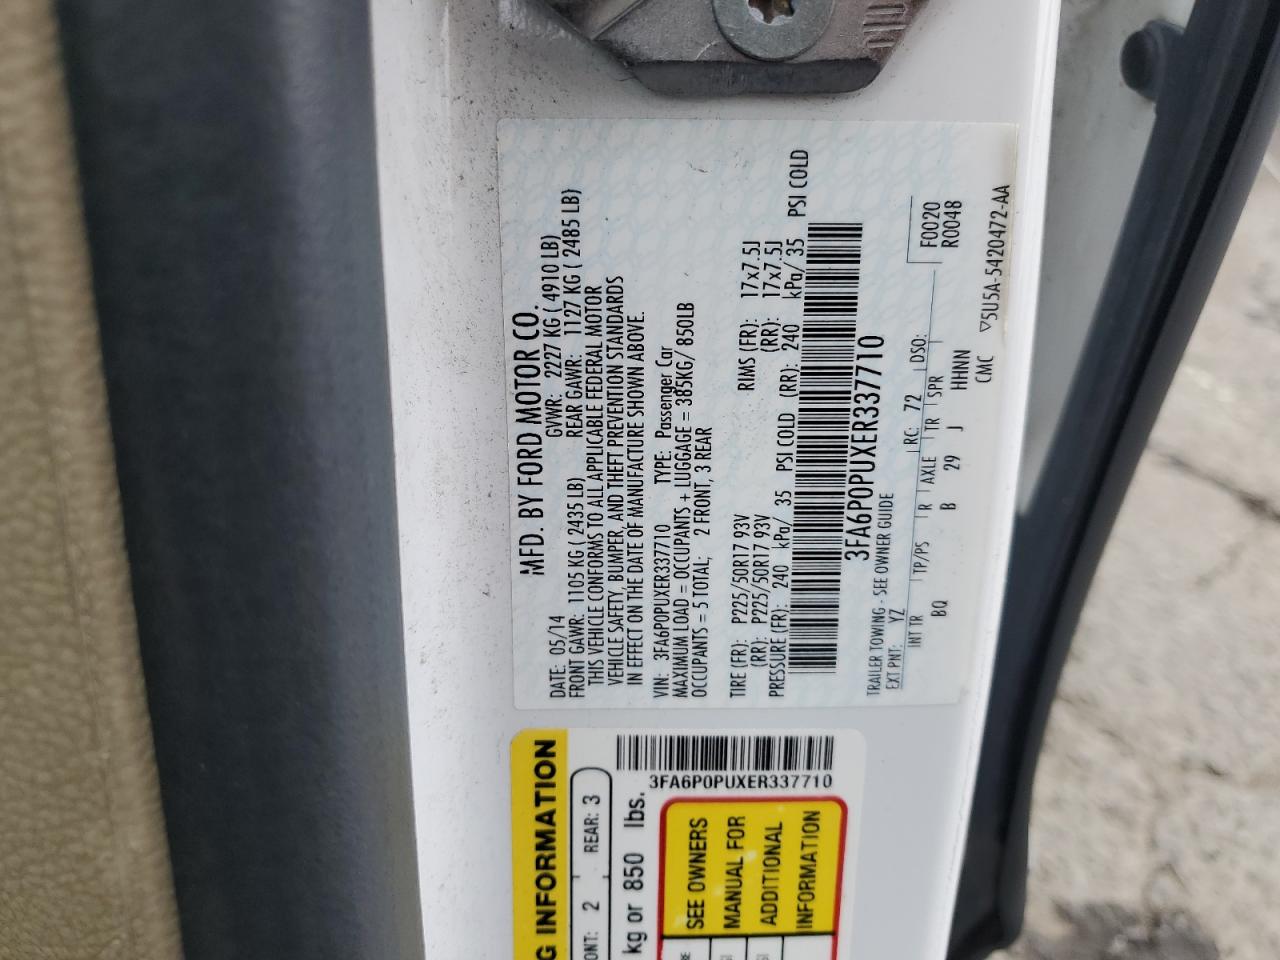 MFD. BY FORD MOTOR CO.
DATE: 05/14 GVWR: 2227 KG ( 4910 LB)
FRONT GAWR: 1105 KG ( 2435 LB) REAR GAWR: 1127 KG ( 2485 LB)
THIS VEHICLE CONFORMS TO ALL APPLICABLE FEDERAL MOTOR
VEHICLE SAFETY, BUMPER, AND THEFT PREVENTION STANDARDS
IN EFFECT ON THE DATE OF MANUFACTURE SHOWN ABOVE.
VIN: 3FA6P0PUXER337710 TYPE: Passenger Car
MAXIMUM LOAD = OCCUPANTS + LUGGAGE = 385KG/ 850LB
OCCUPANTS = 5 TOTAL; 2 FRONT, 3 REAR
TIRE (FR): P225/50R17 93V RIMS (FR): 17x7.5J
(RR): P225/50R17 93V (RR): 17x7.5J
PRESSURE (FR): 240 kPa/ 35 PSI COLD (RR): 240 kPa/ 35 PSI COLD
3FA6P0PUXER337710
TRAILER TOWING - SEE OWNER GUIDE
EXT PNT: YZ RC: 72 DSO: F0020
R0048
INT TR TP/PS R AXLE TR SPR
BQ B 29 J HHNN
CMC ▽5U5A-5420472-AA
G INFORMATION
ONT: 2 REAR: 3
kg or 850 lbs.
3FA6P0PUXER337710
SEE OWNERS
MANUAL FOR
ADDITIONAL
INFORMATION